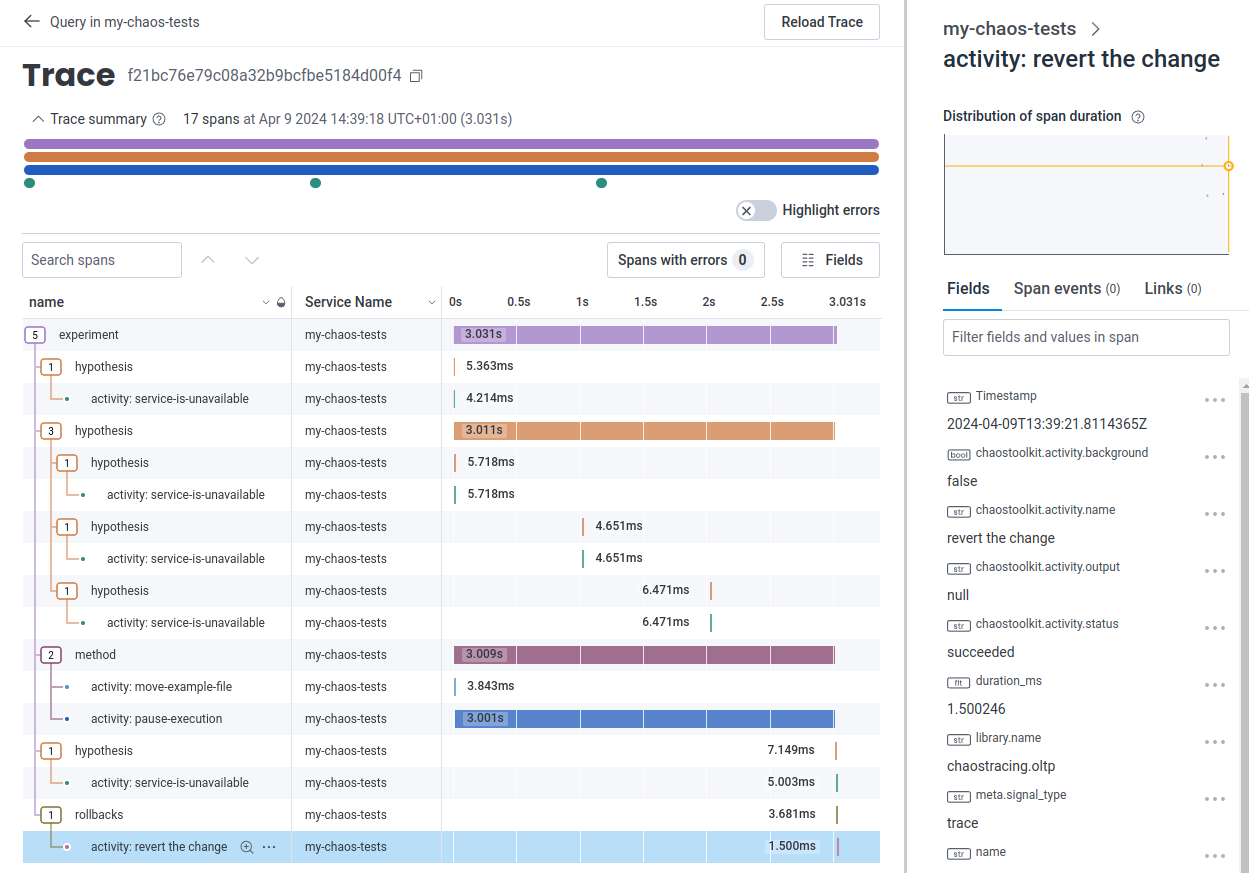 Query in my-chaos-tests
Reload Trace
Trace f21bc76e79c08a32b9bcfbe5184d00f4
Trace summary 17 spans at Apr 9 2024 14:39:18 UTC+01:00 (3.031s)
Highlight errors
Search spans
Spans with errors 0
Fields
name Service Name 0s 0.5s 1s 1.5s 2s 2.5s 3.031s
5 experiment my-chaos-tests 3.031s
1 hypothesis my-chaos-tests 5.363ms
activity: service-is-unavailable my-chaos-tests 4.214ms
3 hypothesis my-chaos-tests 3.011s
1 hypothesis my-chaos-tests 5.718ms
activity: service-is-unavailable my-chaos-tests 5.718ms
1 hypothesis my-chaos-tests 4.651ms
activity: service-is-unavailable my-chaos-tests 4.651ms
1 hypothesis my-chaos-tests 6.471ms
activity: service-is-unavailable my-chaos-tests 6.471ms
2 method my-chaos-tests 3.009s
activity: move-example-file my-chaos-tests 3.843ms
activity: pause-execution my-chaos-tests 3.001s
1 hypothesis my-chaos-tests 7.149ms
activity: service-is-unavailable my-chaos-tests 5.003ms
1 rollbacks my-chaos-tests 3.681ms
activity: revert the change my-chaos-tests 1.500ms
my-chaos-tests
activity: revert the change
Distribution of span duration
Fields Span events (0) Links (0)
Filter fields and values in span
str Timestamp
2024-04-09T13:39:21.8114365Z
bool chaostoolkit.activity.background
false
str chaostoolkit.activity.name
revert the change
str chaostoolkit.activity.output
null
str chaostoolkit.activity.status
succeeded
flt duration_ms
1.500246
str library.name
chaostracing.oltp
str meta.signal_type
trace
str name